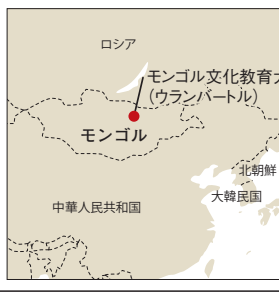 ロシア
モンゴル文化教育大
（ウランバートル）
モンゴル
北朝鮮
大韓民国
中華人民共和国